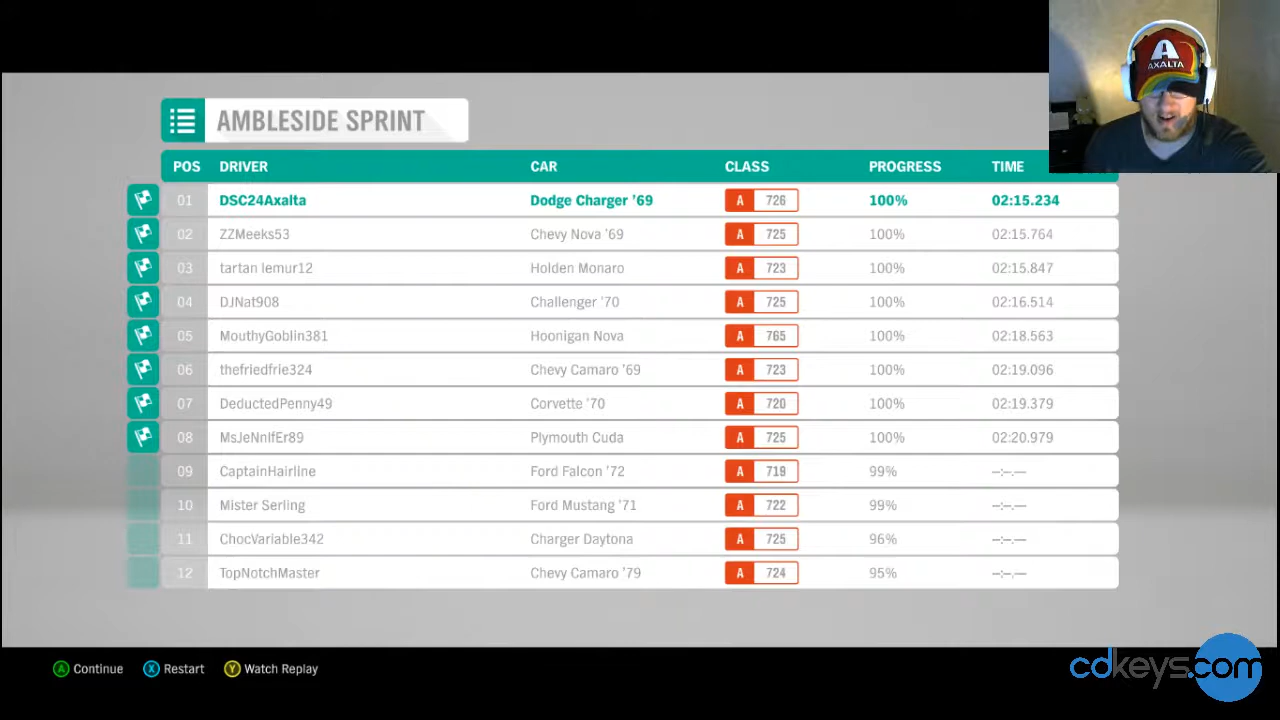 A
AXALTA
AMBLESIDE SPRINT
POS DRIVER CAR CLASS PROGRESS TIME
01 DSC24Axalta Dodge Charger '69 A 726 100% 02:15.234
02 ZZMeeks53 Chevy Nova '69 A 725 100% 02:15.764
03 tartan lemur12 Holden Monaro A 723 100% 02:15.847
04 DJNat908 Challenger '70 A 725 100% 02:16.514
05 MouthyGoblin381 Hoonigan Nova A 765 100% 02:18.563
06 thefriedfrie324 Chevy Camaro '69 A 723 100% 02:19.096
07 DeductedPenny49 Corvette '70 A 720 100% 02:19.379
08 MsJeNnIfEr89 Plymouth Cuda A 725 100% 02:20.979
09 CaptainHairline Ford Falcon '72 A 719 99% --:--.---
10 Mister Serling Ford Mustang '71 A 722 99% --:--.---
11 ChocVariable342 Charger Daytona A 725 96% --:--.---
12 TopNotchMaster Chevy Camaro '79 A 724 95% --:--.---
A Continue X Restart Y Watch Replay
cdkeys.com